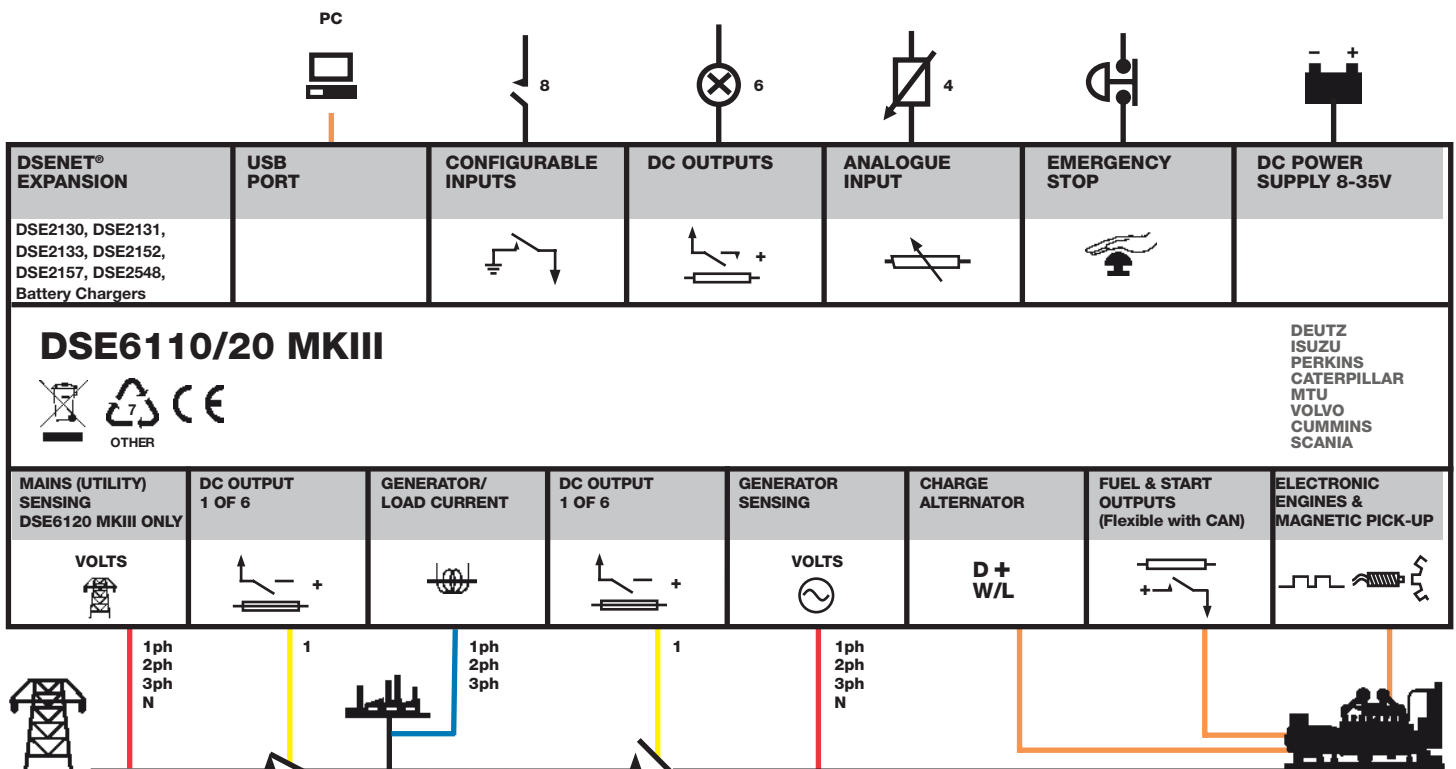 PC
8
6
4
– +
DSENET®
EXPANSION
USB
PORT
CONFIGURABLE
INPUTS
DC OUTPUTS
ANALOGUE
INPUT
EMERGENCY
STOP
DC POWER
SUPPLY 8-35V
DSE2130, DSE2131,
DSE2133, DSE2152,
DSE2157, DSE2548,
Battery Chargers
+
DSE6110/20 MKIII
7
OTHER
CE
DEUTZ
ISUZU
PERKINS
CATERPILLAR
MTU
VOLVO
CUMMINS
SCANIA
MAINS (UTILITY)
SENSING
DSE6120 MKIII ONLY
DC OUTPUT
1 OF 6
GENERATOR/
LOAD CURRENT
DC OUTPUT
1 OF 6
GENERATOR
SENSING
CHARGE
ALTERNATOR
FUEL & START
OUTPUTS
(Flexible with CAN)
ELECTRONIC
ENGINES &
MAGNETIC PICK-UP
VOLTS
+
+
VOLTS
D +
W/L
+
1ph
2ph
3ph
N
1
1ph
2ph
3ph
1
1ph
2ph
3ph
N